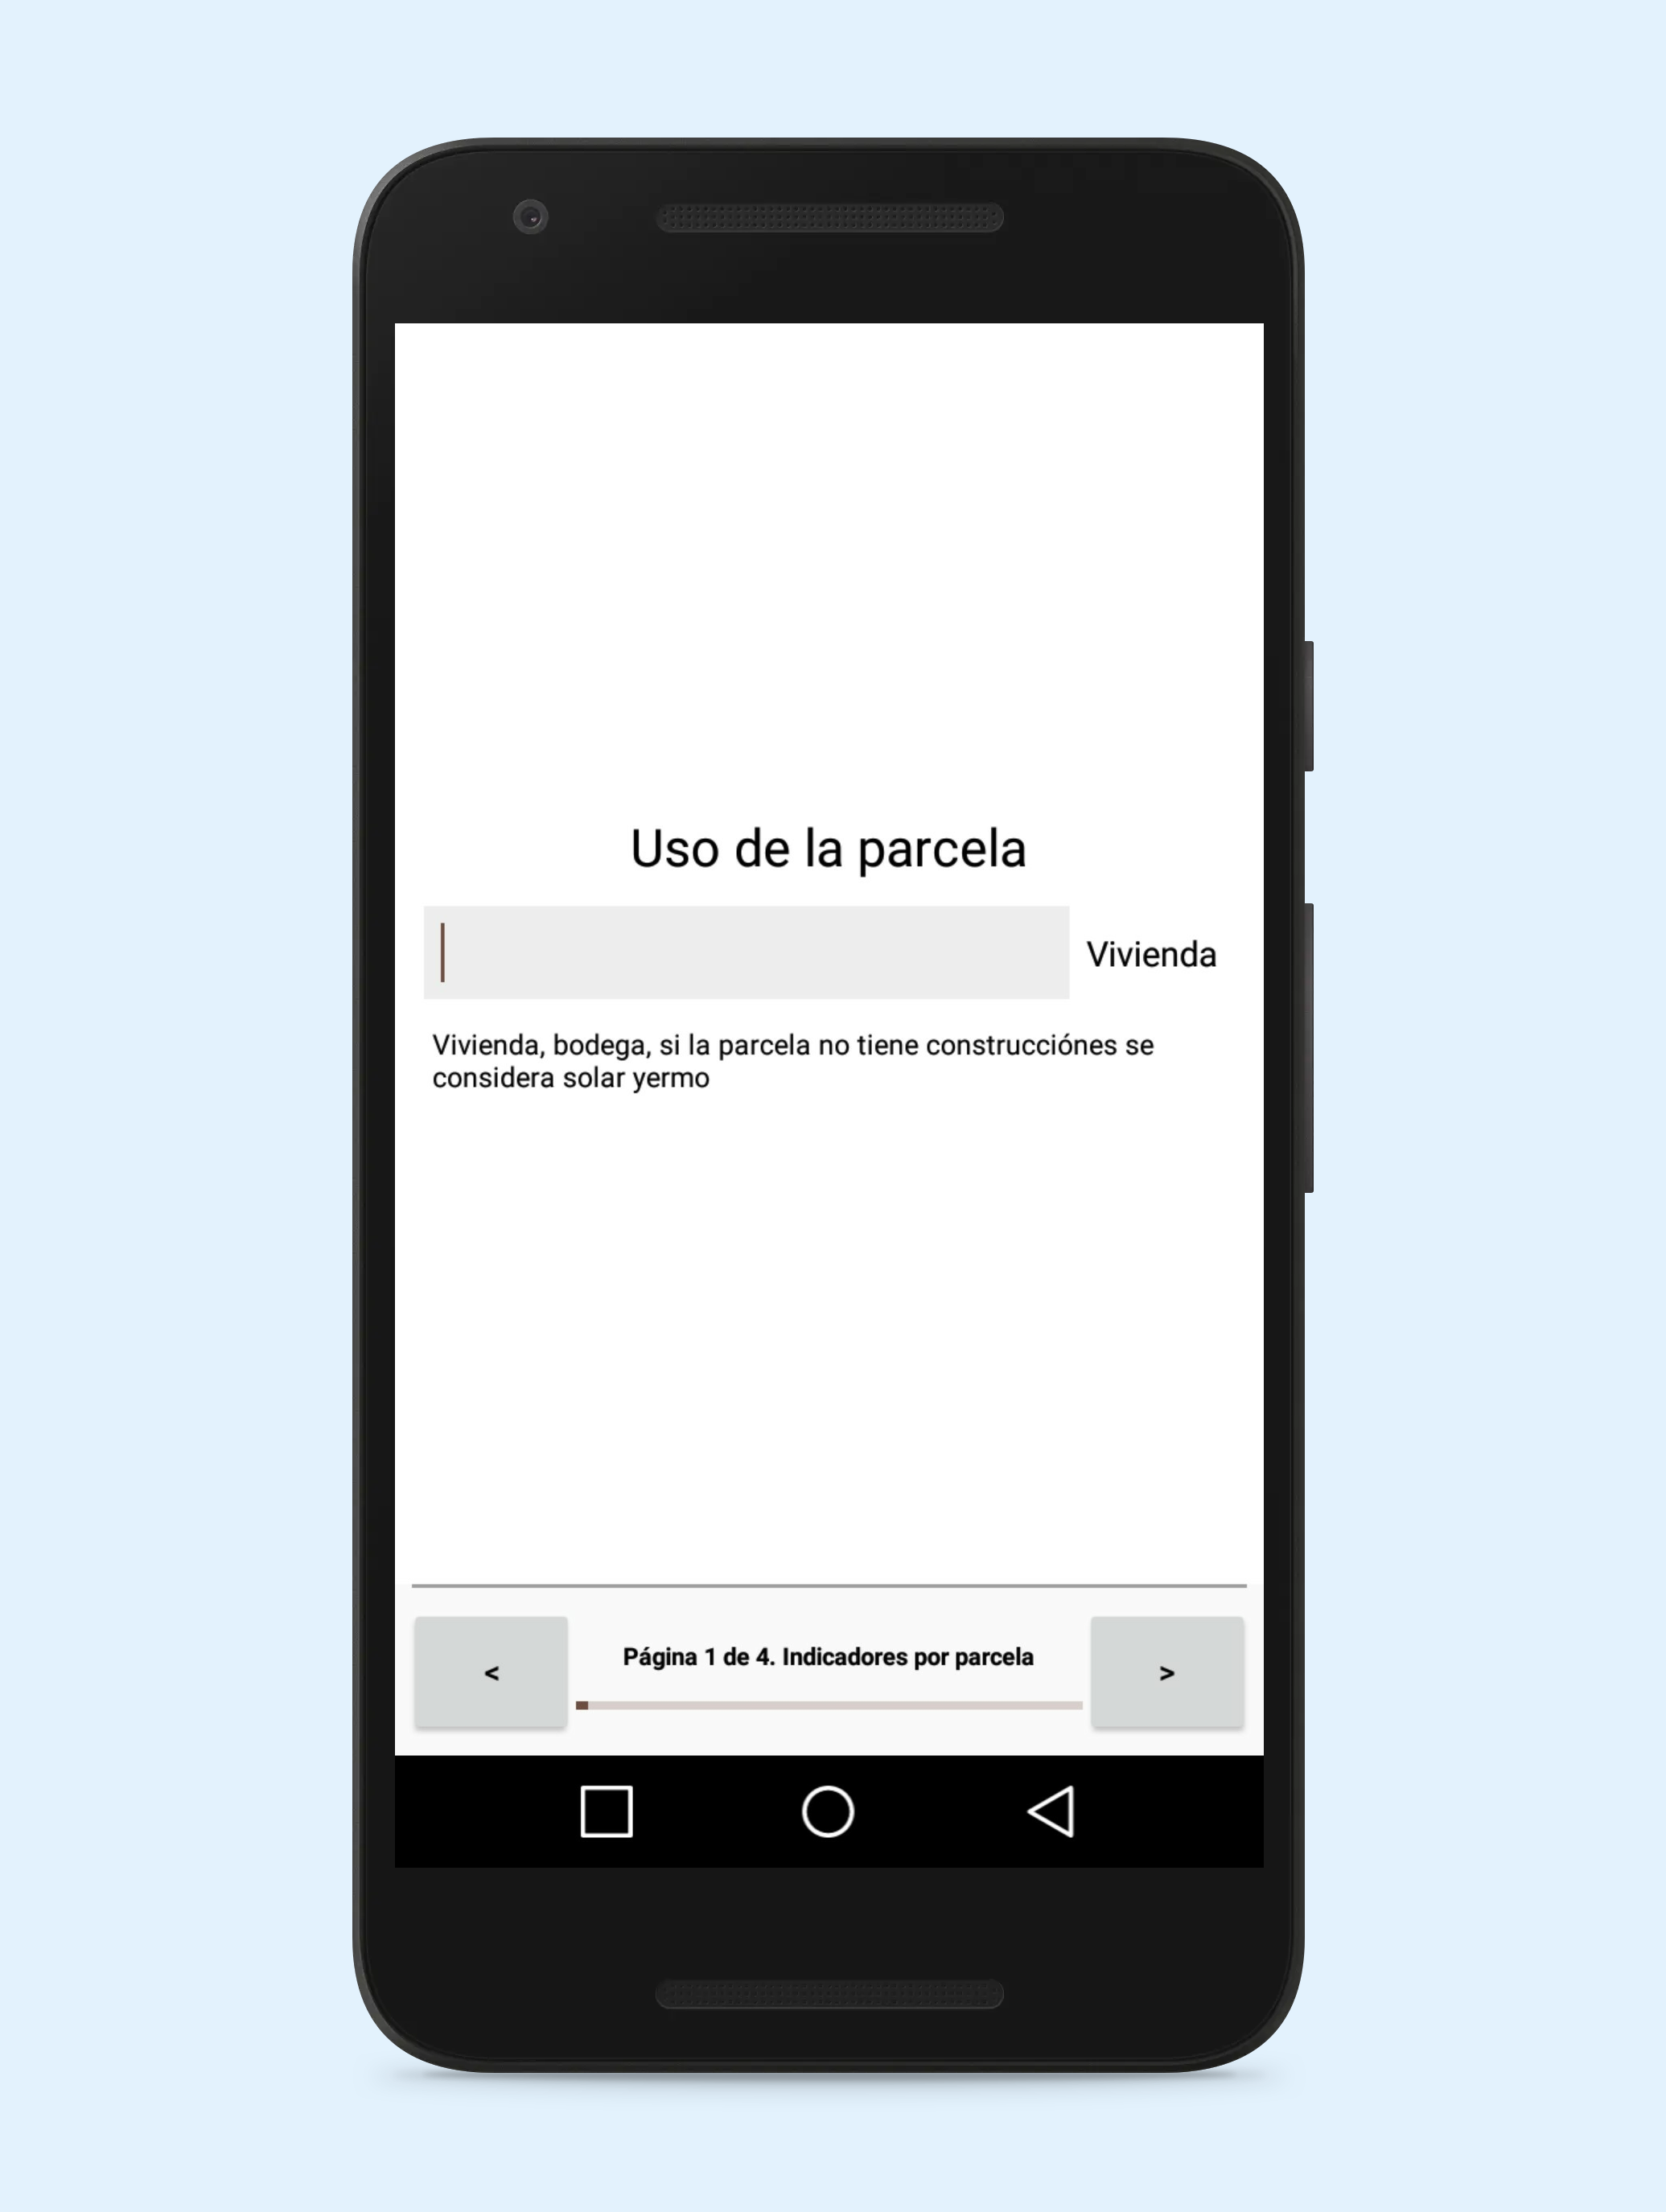 Uso de la parcela
Vivienda
Vivienda, bodega, si la parcela no tiene construcciónes se
considera solar yermo
<
Página 1 de 4. Indicadores por parcela
>